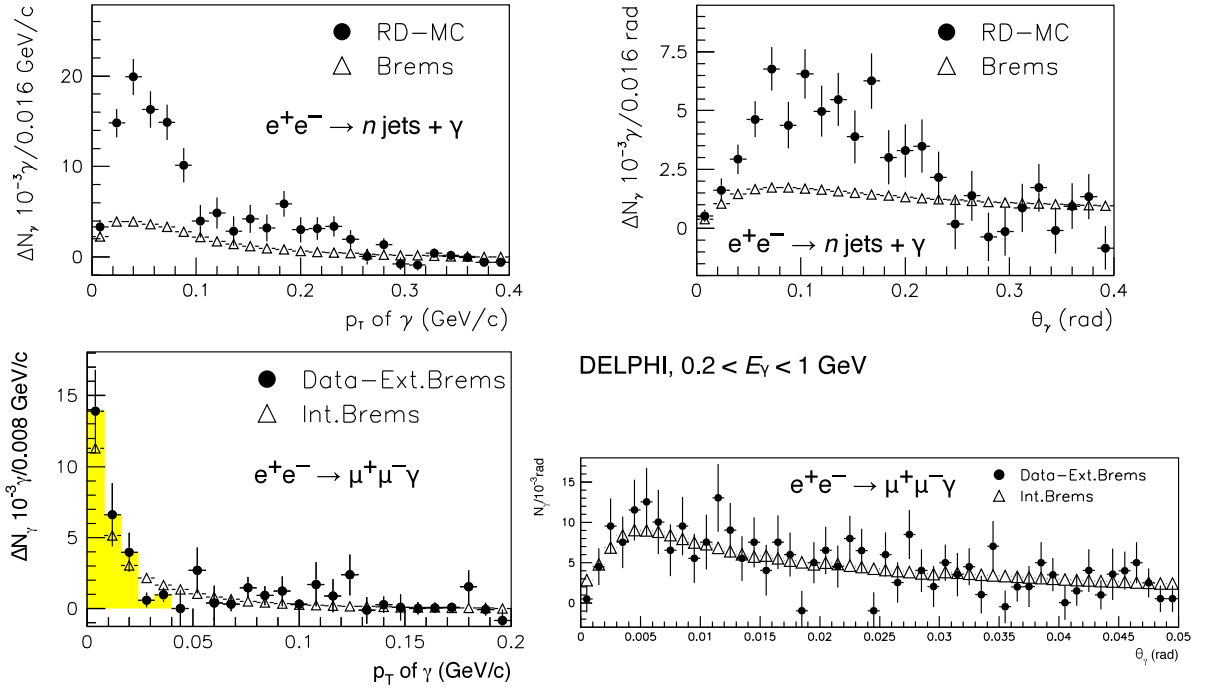 ΔNγ 10⁻³γ/0.016 GeV/c
20
10
0
RD-MC
Brems
e⁺e⁻ → n jets + γ
0 0.1 0.2 0.3 0.4
pT of γ (GeV/c)
ΔNγ 10⁻³γ/0.016 rad
7.5
5
2.5
0
RD-MC
Brems
e⁺e⁻ → n jets + γ
0 0.1 0.2 0.3 0.4
θγ (rad)
ΔNγ 10⁻³γ/0.008 GeV/c
15
10
5
0
Data-Ext.Brems
Int.Brems
e⁺e⁻ → μ⁺μ⁻γ
0 0.05 0.1 0.15 0.2
pT of γ (GeV/c)
DELPHI, 0.2 < Eγ < 1 GeV
Nγ/10⁻³rad
15
10
5
0
e⁺e⁻ → μ⁺μ⁻γ
Data-Ext.Brems
Int.Brems
0 0.005 0.01 0.015 0.02 0.025 0.03 0.035 0.04 0.045 0.05
θγ (rad)